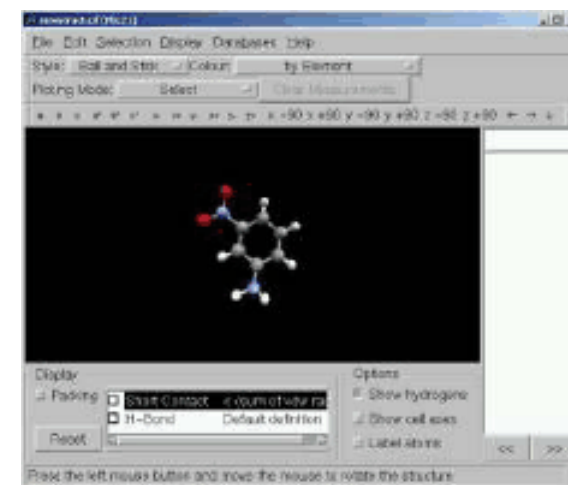 File Edit Selection Display Databases Help
Style: Ball and Stick Colour: by Element
Picking Mode: Select Clear Measurements
x -90 x +90 y -90 y +90 z -90 z +90
Display
Packing
Short Contact < (sum of vdw ra
H-Bond Default definition
Reset
Options
Show hydrogens
Show cell axes
Label atoms
<< >>
Press the left mouse button and move the mouse to rotate the structure